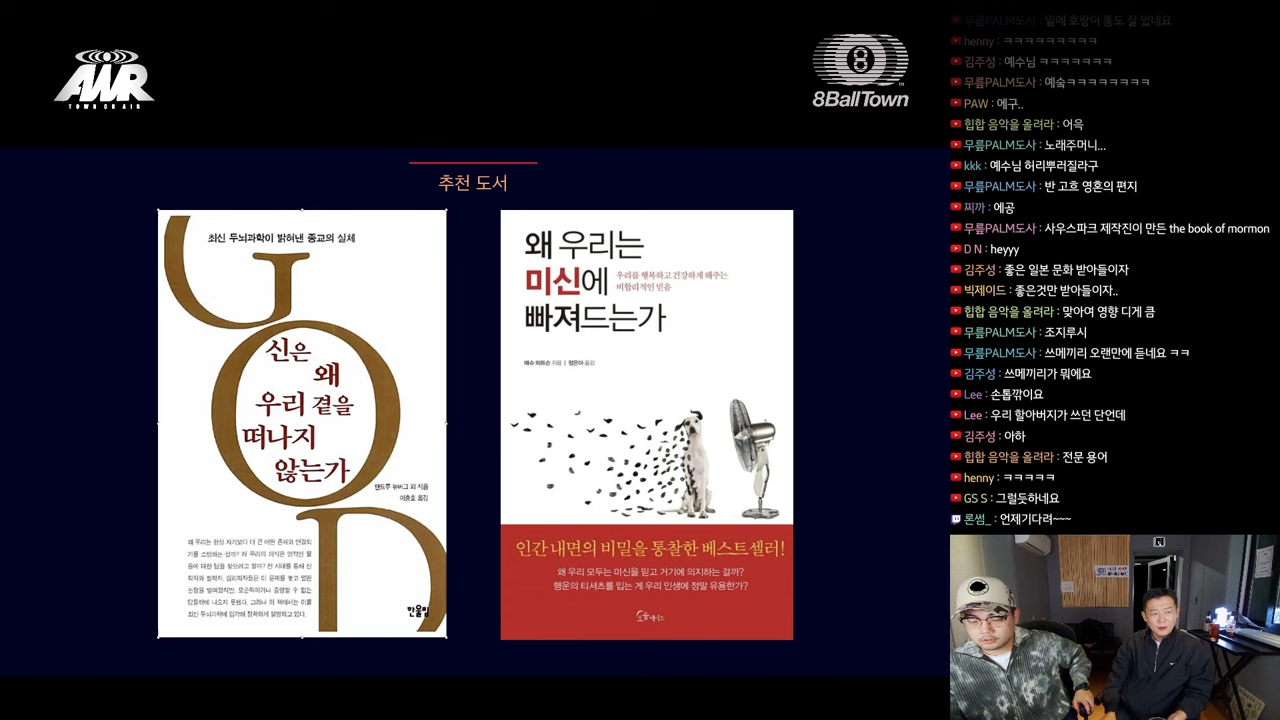 AWR
TOWN ON AIR
8
8BallTown
추천 도서
최신 두뇌과학이 밝혀낸 종교의 실체
GOD
신은
왜
우리 곁을
떠나지
않는가
앤드루 뉴버그 외 지음
이충호 옮김
한울림
왜 우리는
미신에
빠져드는가
우리를 행복하고 건강하게 해주는
비합리적인 믿음
매슈 허트슨 지음 | 정은아 옮김
인간 내면의 비밀을 통찰한 베스트셀러!
왜 우리 모두는 미신을 믿고 거기에 의지하는 걸까?
행운의 티셔츠를 입는 게 우리 인생에 정말 유용한가?
무릎PALM도사 : 밑에 호랑이 똥도 잘 있네요
henny : ㅋㅋㅋㅋㅋㅋㅋㅋㅋ
김주성 : 예수님 ㅋㅋㅋㅋㅋㅋㅋ
무릎PALM도사 : 예숰ㅋㅋㅋㅋㅋㅋㅋㅋ
PAW : 에구..
힙합 음악을 올려라 : 어윽
무릎PALM도사 : 노래주머니...
kkk : 예수님 허리뿌러질라구
무릎PALM도사 : 반 고흐 영혼의 편지
찌까 : 에공
무릎PALM도사 : 사우스파크 제작진이 만든 the book of mormon
D N : heyyy
김주성 : 좋은 일본 문화 받아들이자
빅제이드 : 좋은것만 받아들이자..
힙합 음악을 올려라 : 맞아여 영향 디게 큼
무릎PALM도사 : 조지루시
무릎PALM도사 : 쓰메끼리 오랜만에 듣네요 ㅋㅋ
김주성 : 쓰메끼리가 뭐에요
Lee : 손톱깎이요
Lee : 우리 할아버지가 쓰던 단언데
김주성 : 아하
힙합 음악을 올려라 : 전문 용어
henny : ㅋㅋㅋㅋㅋ
GS S : 그럴듯하네요
론썸_ : 언제기다려~~~